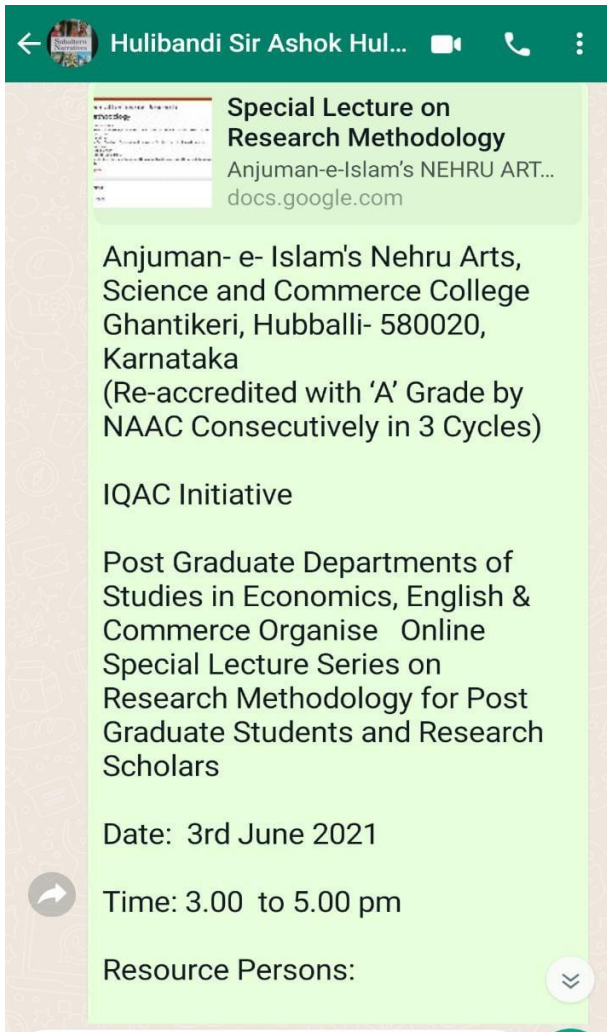 Hulibandi Sir Ashok Hul...
Special Lecture on
Research Methodology
Anjuman-e-Islam's NEHRU ART...
docs.google.com
Anjuman- e- Islam's Nehru Arts,
Science and Commerce College
Ghantikeri, Hubballi- 580020,
Karnataka
(Re-accredited with ‘A’ Grade by
NAAC Consecutively in 3 Cycles)
IQAC Initiative
Post Graduate Departments of
Studies in Economics, English &
Commerce Organise   Online
Special Lecture Series on
Research Methodology for Post
Graduate Students and Research
Scholars
Date:  3rd June 2021
Time: 3.00  to 5.00 pm
Resource Persons: